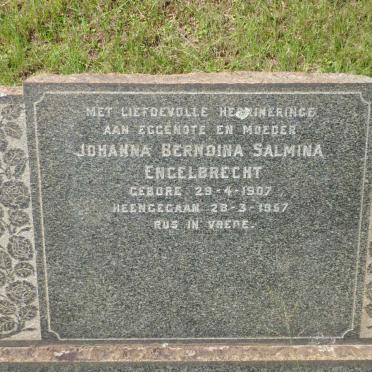 MET LIEFDEVOLLE HERRINERINGE
AAN EGGENOTE EN MOEDER
JOHANNA BERNDINA SALMINA
ENGELBRECHT
GEBORE 29-4-1907
HEENGEGAAN 28-3-1957
RUS IN VREDE.